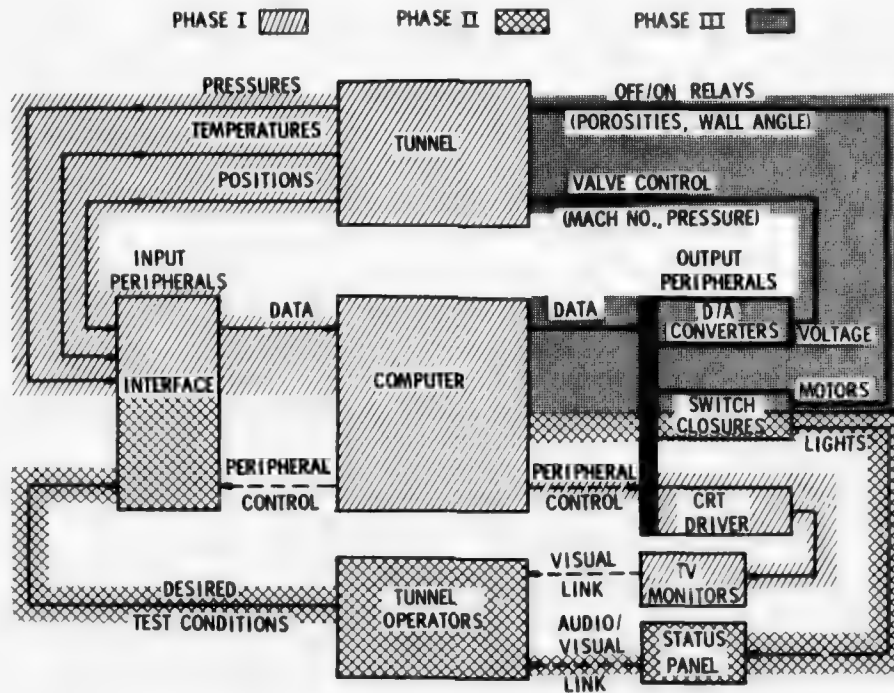 PHASE I
PHASE II
PHASE III
PRESSURES
TEMPERATURES
POSITIONS
TUNNEL
OFF/ON RELAYS
(POROSITIES, WALL ANGLE)
VALVE CONTROL
(MACH NO., PRESSURE)
INPUT
PERIPHERALS
OUTPUT
PERIPHERALS
DATA
DATA
INTERFACE
COMPUTER
D/A
CONVERTERS
VOLTAGE
MOTORS
SWITCH
CLOSURES
LIGHTS
PERIPHERAL
CONTROL
PERIPHERAL
CONTROL
CRT
DRIVER
DESIRED
TEST CONDITIONS
TUNNEL
OPERATORS
VISUAL
LINK
TV
MONITORS
AUDIO/
VISUAL
LINK
STATUS
PANEL